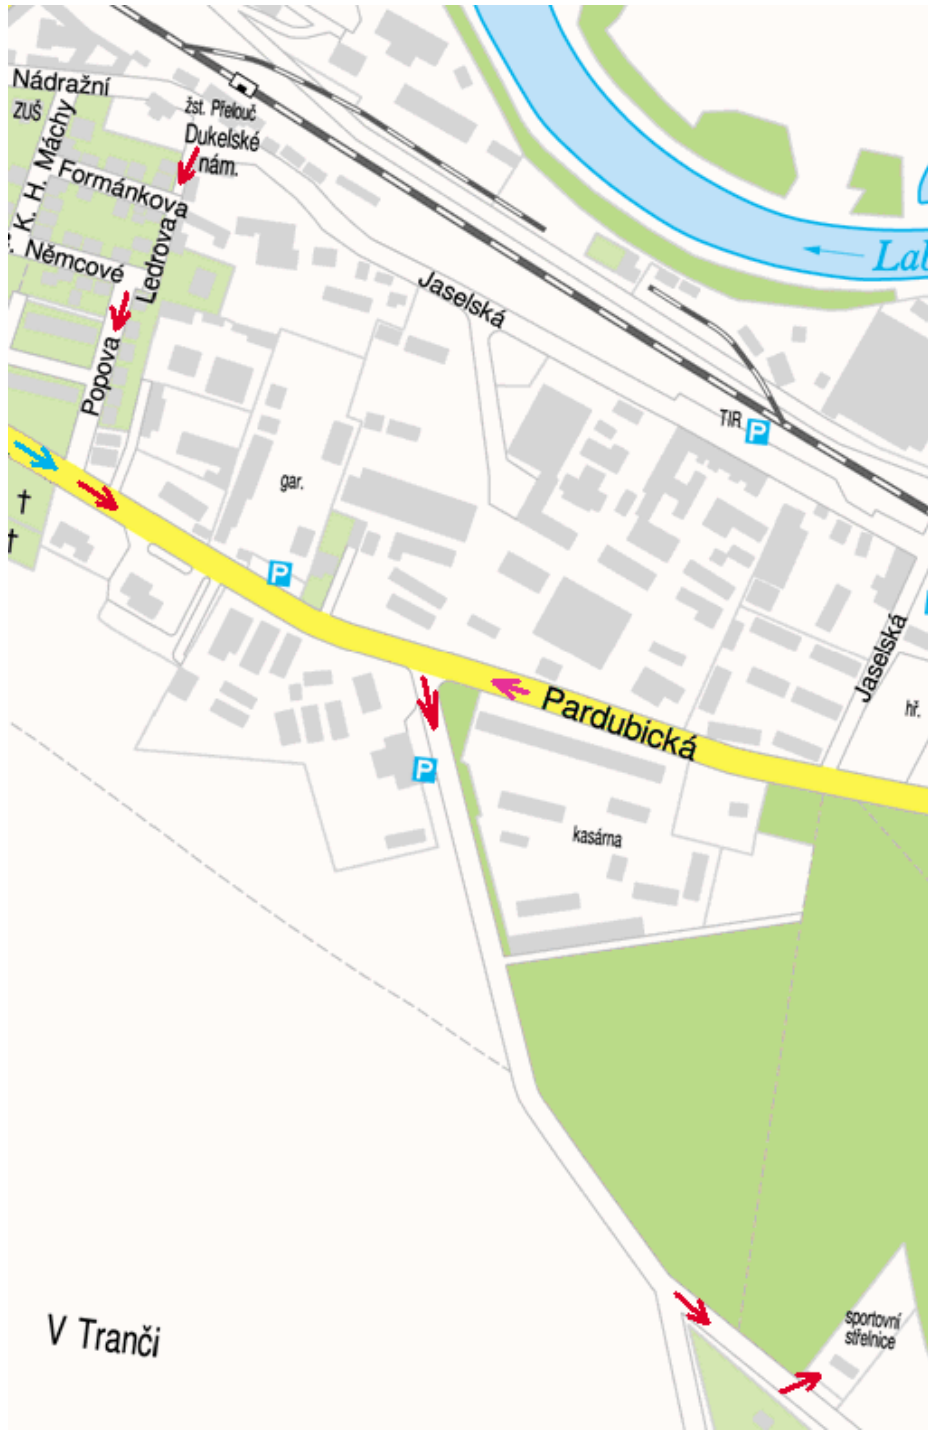 Nádražní
ZUŠ
K. H. Máchy
žst. Přelouč
Dukelské
nám.
Formánkova
Ledrova
Němcové
Popova
Jaselská
Lab
TIR
P
gar.
P
Jaselská
hř.
Pardubická
P
kasárna
V Tranči
sportovní
střelnice